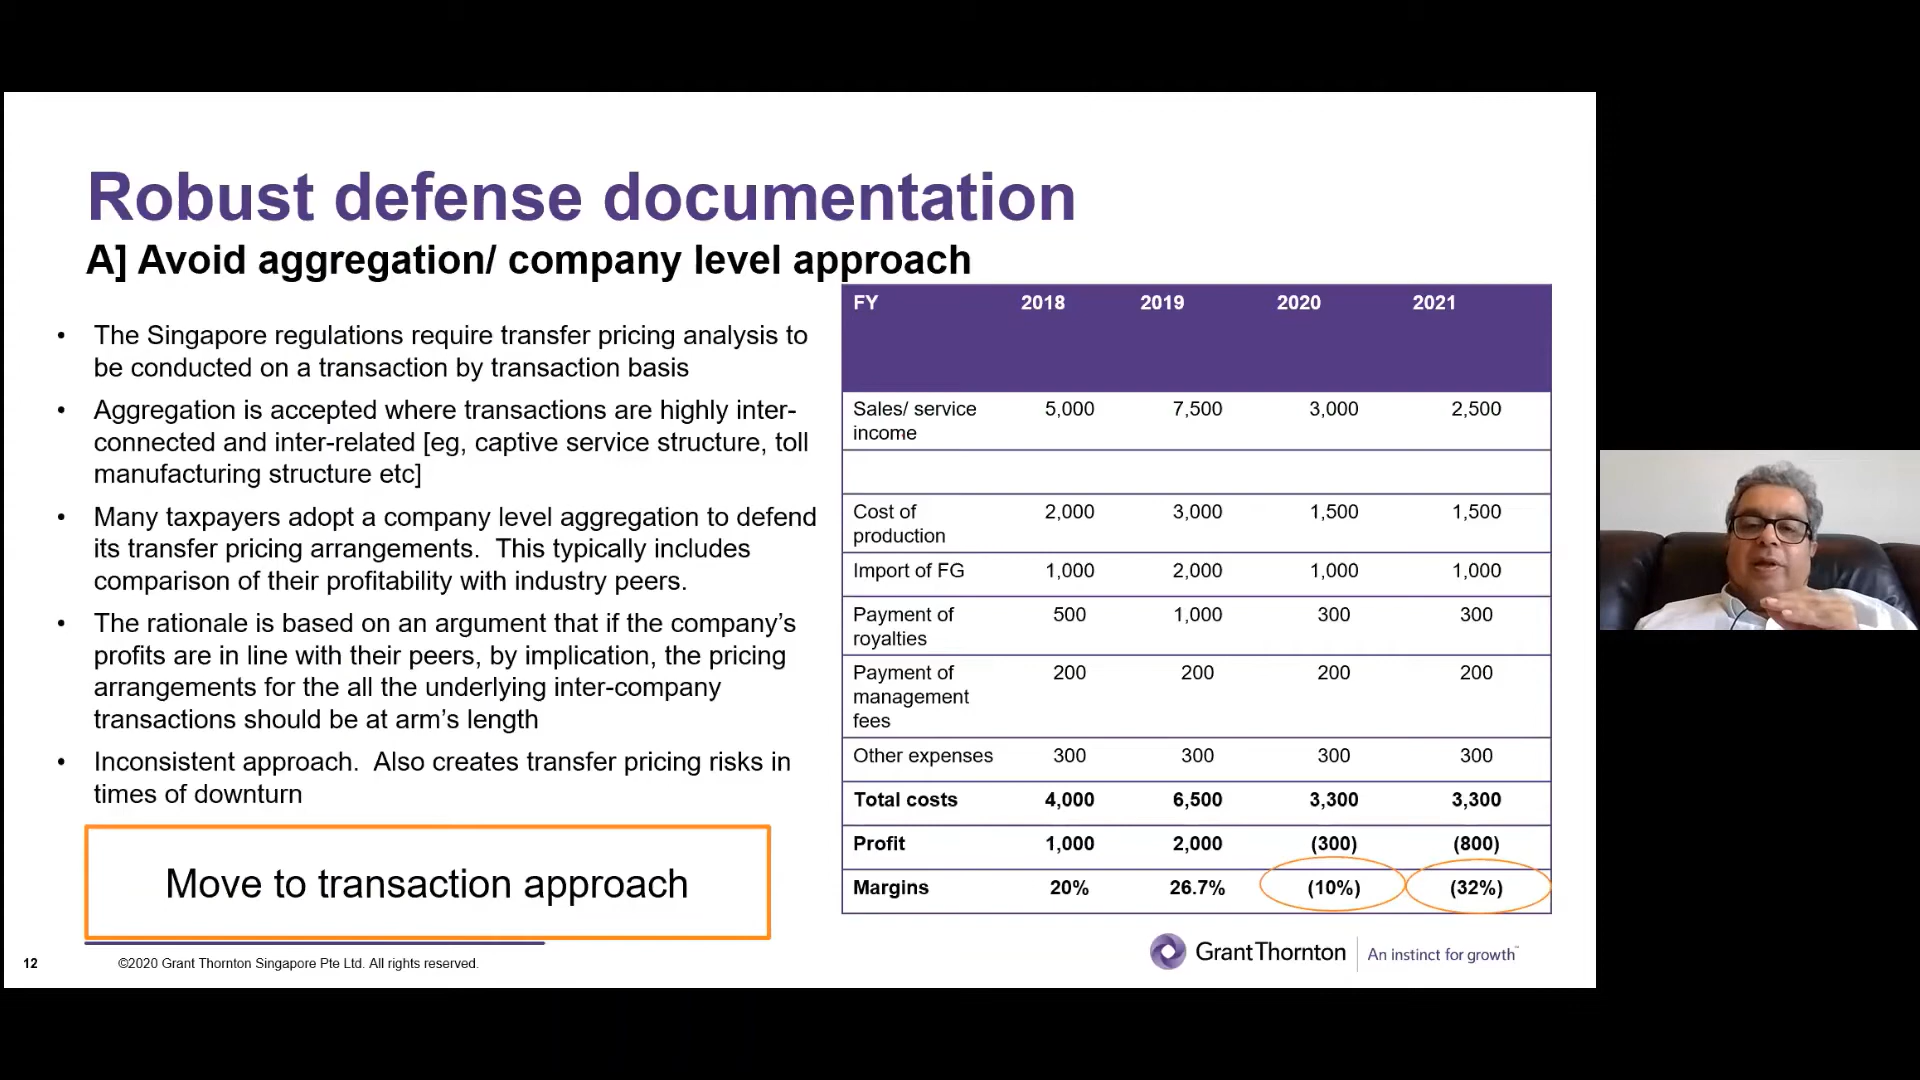 Robust defense documentation
A] Avoid aggregation/ company level approach
• The Singapore regulations require transfer pricing analysis to
be conducted on a transaction by transaction basis
• Aggregation is accepted where transactions are highly inter-
connected and inter-related [eg, captive service structure, toll
manufacturing structure etc]
• Many taxpayers adopt a company level aggregation to defend
its transfer pricing arrangements.  This typically includes
comparison of their profitability with industry peers.
• The rationale is based on an argument that if the company's
profits are in line with their peers, by implication, the pricing
arrangements for the all the underlying inter-company
transactions should be at arm's length
• Inconsistent approach.  Also creates transfer pricing risks in
times of downturn
Move to transaction approach
FY 2018 2019 2020 2021
Sales/ service 5,000 7,500 3,000 2,500
income
Cost of 2,000 3,000 1,500 1,500
production
Import of FG 1,000 2,000 1,000 1,000
Payment of 500 1,000 300 300
royalties
Payment of 200 200 200 200
management
fees
Other expenses 300 300 300 300
Total costs 4,000 6,500 3,300 3,300
Profit 1,000 2,000 (300) (800)
Margins 20% 26.7% (10%) (32%)
12 ©2020 Grant Thornton Singapore Pte Ltd. All rights reserved.
GrantThornton An instinct for growth™